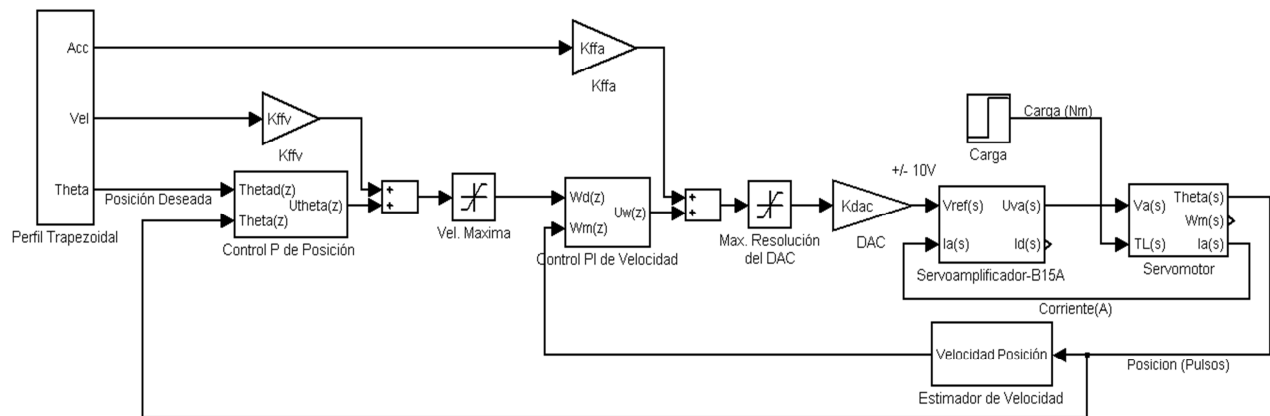 Acc
Vel
Theta
Perfil Trapezoidal
Posición Deseada
Kffa
Kffa
Kffv
Kffv
Thetad(z)
Theta(z)
Utheta(z)
Control P de Posición
+
+
Vel. Maxima
Wd(z)
Wm(z)
Uw(z)
Control PI de Velocidad
+
+
Max. Resolución
del DAC
Kdac
DAC
+/- 10V
Carga (Nm)
Carga
Vref(s)
Ia(s)
Uva(s)
Id(s)
Servoamplificador-B15A
Va(s)
TL(s)
Theta(s)
Wm(s)
Ia(s)
Servomotor
Corriente(A)
Velocidad Posición
Estimador de Velocidad
Posicion (Pulsos)